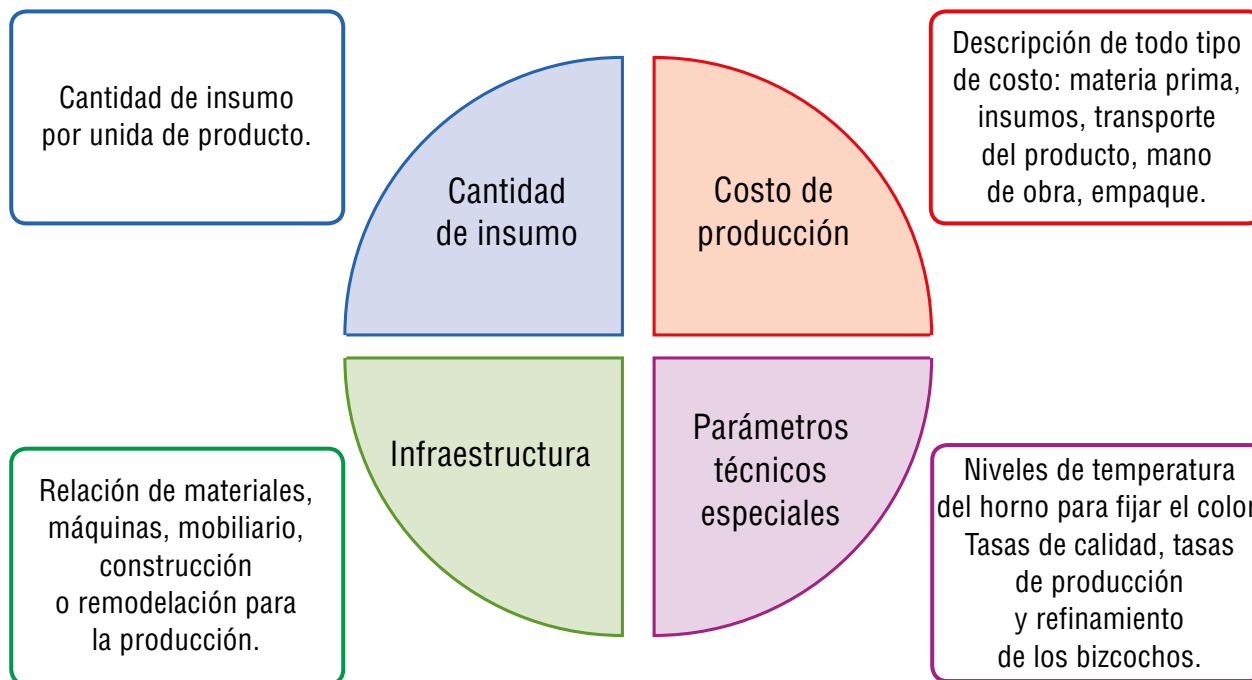 Cantidad de insumo
por unida de producto.
Descripción de todo tipo
de costo: materia prima,
insumos, transporte
del producto, mano
de obra, empaque.
Cantidad
de insumo
Costo de
producción
Infraestructura
Parámetros
técnicos
especiales
Relación de materiales,
máquinas, mobiliario,
construcción
o remodelación para
la producción.
Niveles de temperatura
del horno para fijar el color
Tasas de calidad, tasas
de producción
y refinamiento
de los bizcochos.